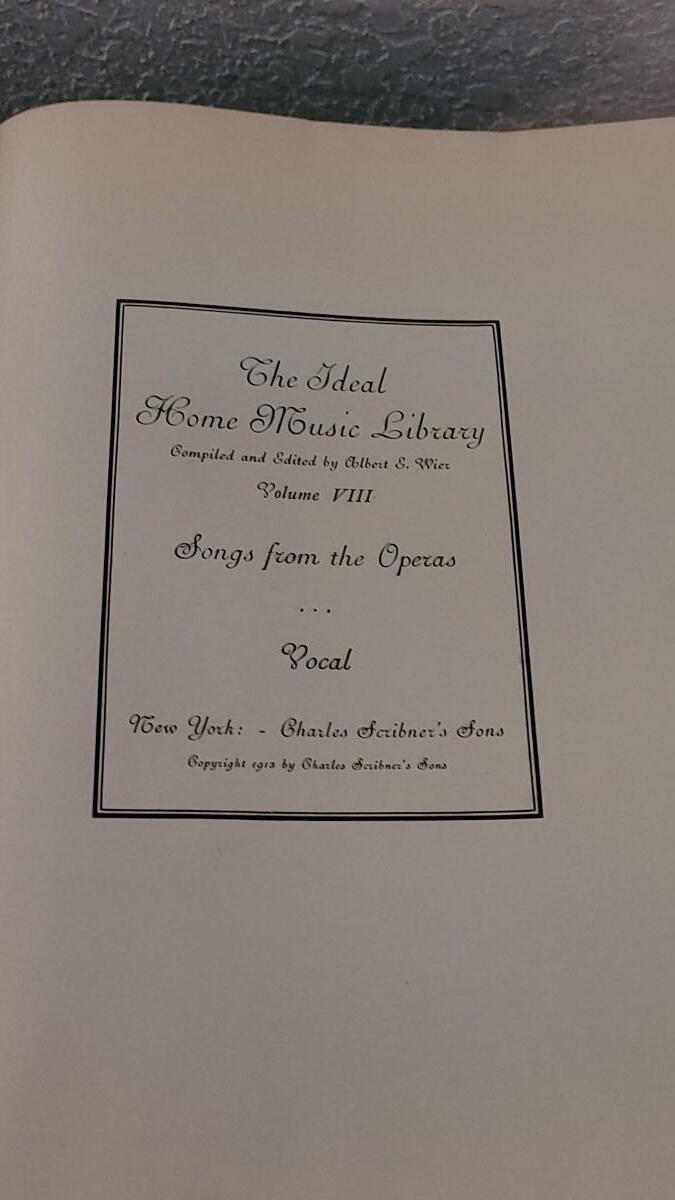 The Ideal
Home Music Library
Compiled and Edited by Albert E. Wier
Volume VIII
Songs from the Operas
...
Vocal
New York: - Charles Scribner's Sons
Copyright 1913 by Charles Scribner's Sons